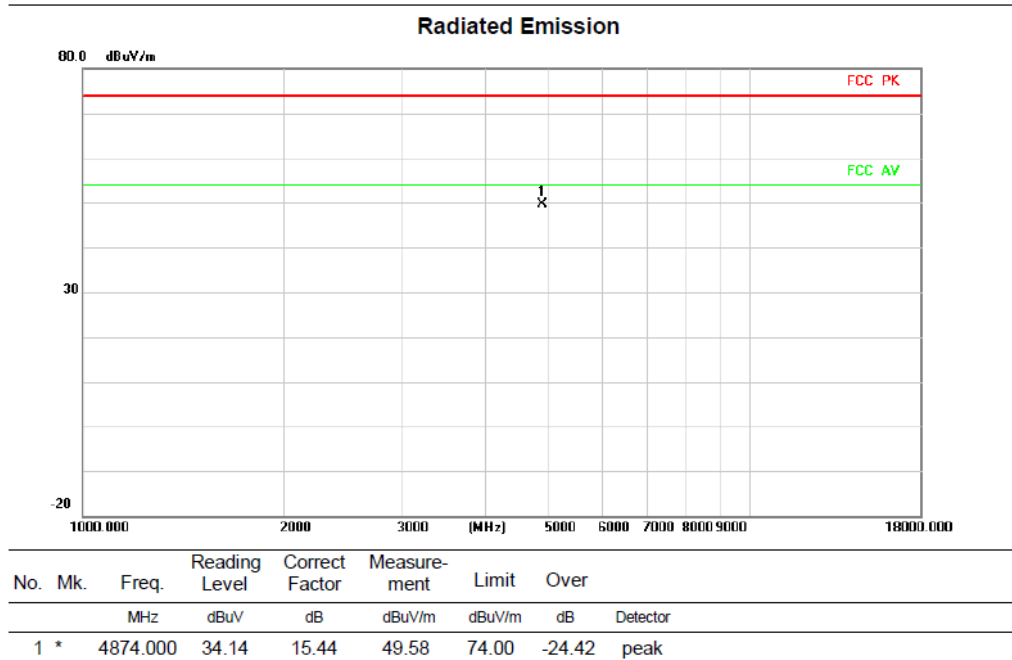 Radiated Emission
80.0 dBuV/m
FCC PK
FCC AV
1
X
30
-20
1000.000 2000 3000 (MHz) 5000 6000 7000 8000 9000 18000.000
No. Mk. Freq. Reading Level Correct Factor Measure-ment Limit Over
MHz dBuV dB dBuV/m dBuV/m dB Detector
1 * 4874.000 34.14 15.44 49.58 74.00 -24.42 peak